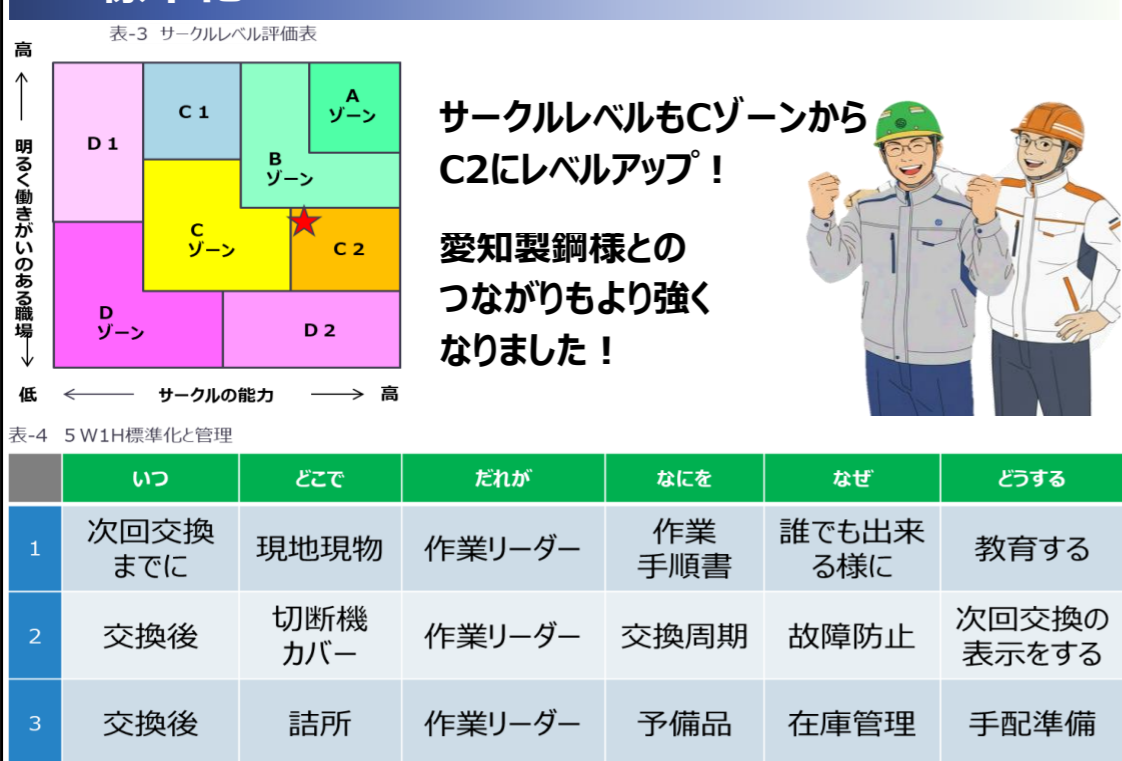 標準化
表-3 サークルレベル評価表
高
明るく働きがいのある職場
低
D 1
C 1
B
ゾーン
A
ゾーン
C
ゾーン
C 2
D
ゾーン
D 2
サークルの能力
高
サークルレベルもCゾーンから
C2にレベルアップ！
愛知製鋼様との
つながりもより強く
なりました！
表-4 ５W1H標準化と管理
いつ どこで だれが なにを なぜ どうする
1 次回交換までに 現地現物 作業リーダー 作業手順書 誰でも出来る様に 教育する
2 交換後 切断機カバー 作業リーダー 交換周期 故障防止 次回交換の表示をする
3 交換後 詰所 作業リーダー 予備品 在庫管理 手配準備